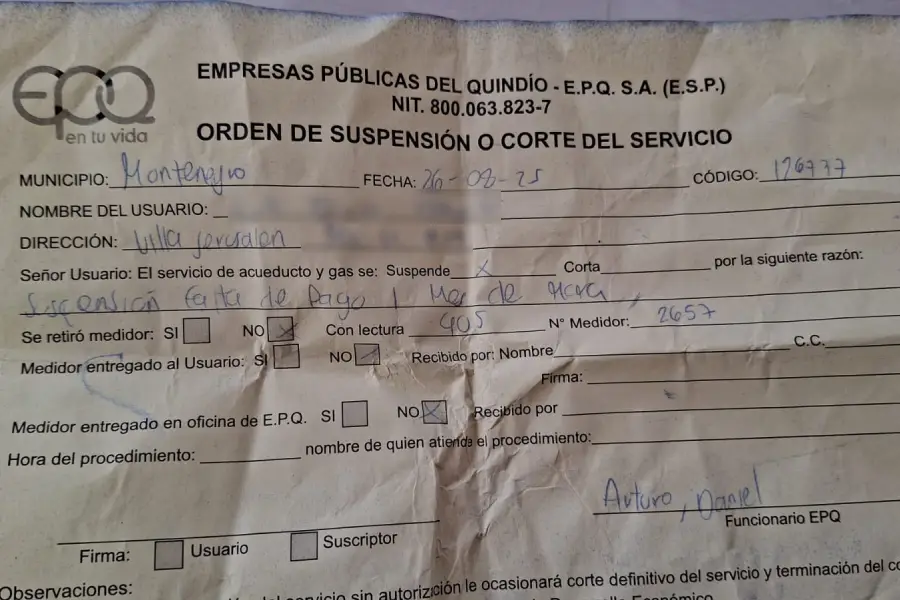 epq
en tu vida
EMPRESAS PÚBLICAS DEL QUINDÍO - E.P.Q. S.A. (E.S.P.)
NIT. 800.063.823-7
ORDEN DE SUSPENSIÓN O CORTE DEL SERVICIO
MUNICIPIO: Montenegro FECHA: 26-08-25 CÓDIGO: 126737
NOMBRE DEL USUARIO:
DIRECCIÓN: Villa Jerusalen
Señor Usuario: El servicio de acueducto y gas se: Suspende X Corta por la siguiente razón:
Suspensión falta de Pago 1 Mes de Mora,
Se retiró medidor: SI NO X Con lectura 405 N° Medidor: 2657
Medidor entregado al Usuario: SI NO Recibido por: Nombre C.C.
Firma:
Medidor entregado en oficina de E.P.Q. SI NO X Recibido por
Hora del procedimiento: nombre de quien atiende el procedimiento:
Arturo, Daniel
Funcionario EPQ
Firma: Usuario Suscriptor
Observaciones:
del servicio sin autorización le ocasionará corte definitivo del servicio y terminación del